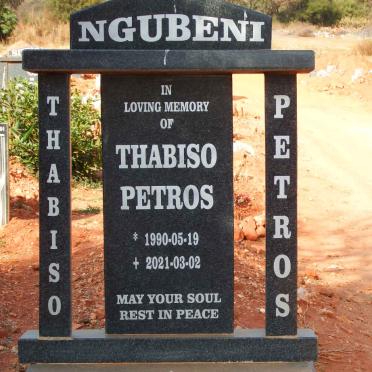 NGUBENI
THABISO
IN
LOVING MEMORY
OF
THABISO
PETROS
* 1990-05-19
+ 2021-03-02
MAY YOUR SOUL
REST IN PEACE
PETROS